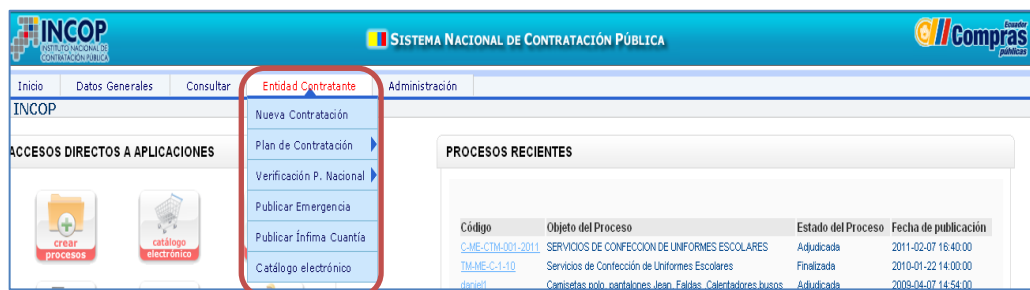 INCOP
INSTITUTO NACIONAL DE
CONTRATACIÓN PÚBLICA
SISTEMA NACIONAL DE CONTRATACIÓN PÚBLICA
Ecuador
Compras
públicas
Inicio Datos Generales Consultar Entidad Contratante Administración
INCOP
Nueva Contratación
Plan de Contratación
Verificación P. Nacional
Publicar Emergencia
Publicar Ínfima Cuantía
Catálogo electrónico
ACCESOS DIRECTOS A APLICACIONES
crear
procesos
catálogo
electrónico
PROCESOS RECIENTES
Código Objeto del Proceso Estado del Proceso Fecha de publicación
C-ME-CTM-001-2011 SERVICIOS DE CONFECCION DE UNIFORMES ESCOLARES Adjudicada 2011-02-07 16:40:00
TM-ME-C-1-10 Servicios de Confección de Uniformes Escolares Finalizada 2010-01-22 14:00:00
daniel1 Camisetas polo, pantalones Jean, Faldas, Calentadores,busos Adjudicada 2009-04-07 14:54:00